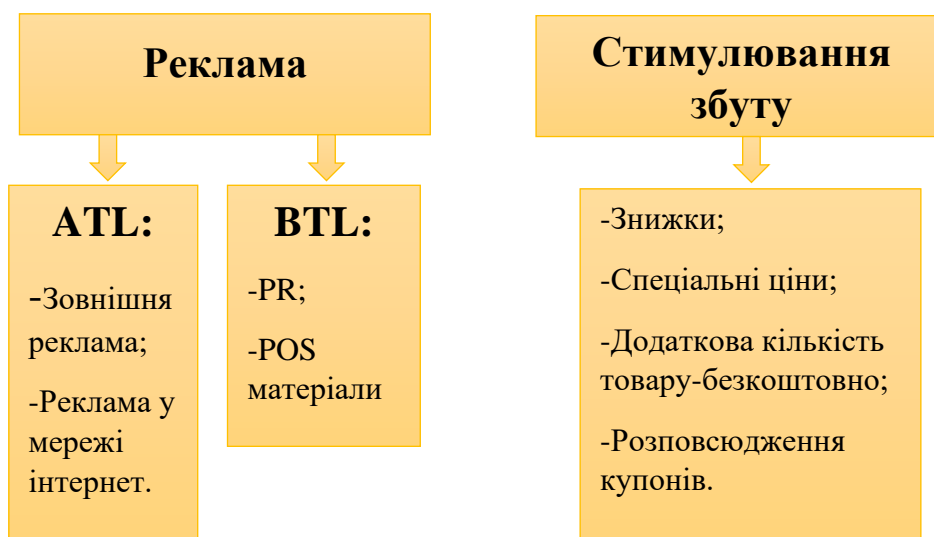 Реклама
ATL:
-Зовнішня
реклама;
-Реклама у
мережі
інтернет.
BTL:
-PR;
-POS
матеріали
Стимулювання
збуту
-Знижки;
-Спеціальні ціни;
-Додаткова кількість
товару-безкоштовно;
-Розповсюдження
купонів.